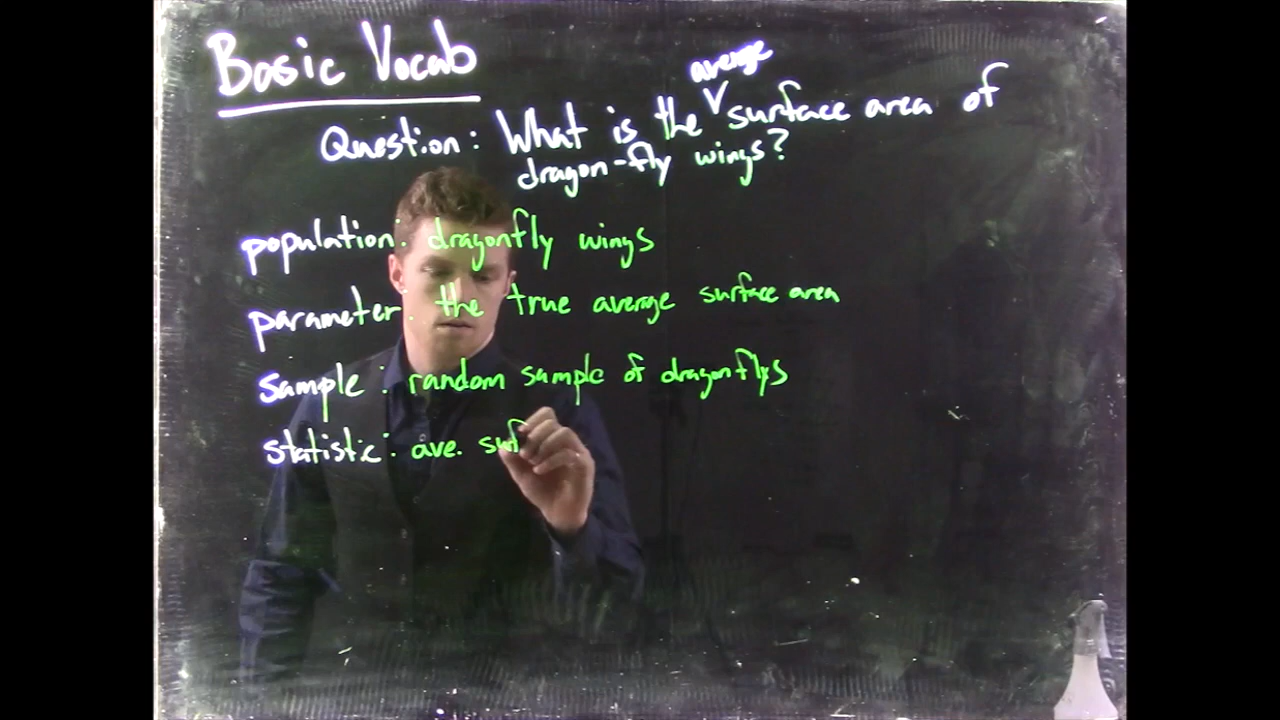 Basic Vocab
average
Question: What is the surface area of
dragon-fly wings?
population: dragonfly wings
parameter: the true average surface area
sample: random sample of dragonflys
statistic: ave. surf